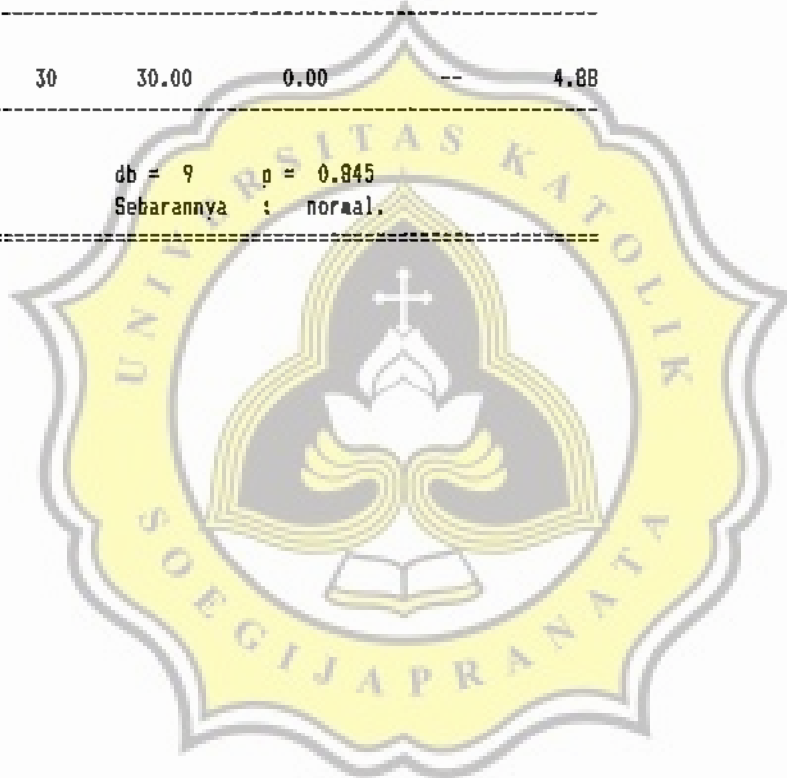 30 30.00 0.00 -- 4.88
db = 9 p = 0.845
Sebarannya : normal.
UNIVERSITAS KATOLIK
SOEGIJAPRANATA